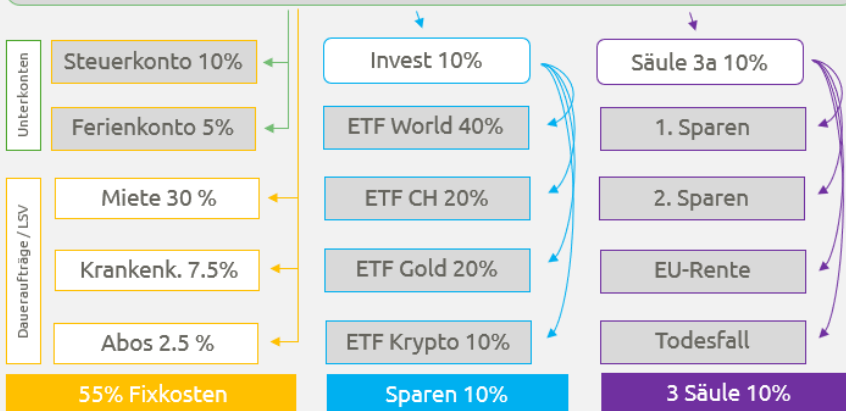 Unterkonten
Steuerkonto 10%
Ferienkonto 5%
Daueraufträge / LSV
Miete 30 %
Krankenk. 7.5%
Abos 2.5 %
55% Fixkosten
Invest 10%
ETF World 40%
ETF CH 20%
ETF Gold 20%
ETF Krypto 10%
Sparen 10%
Säule 3a 10%
1. Sparen
2. Sparen
EU-Rente
Todesfall
3 Säule 10%